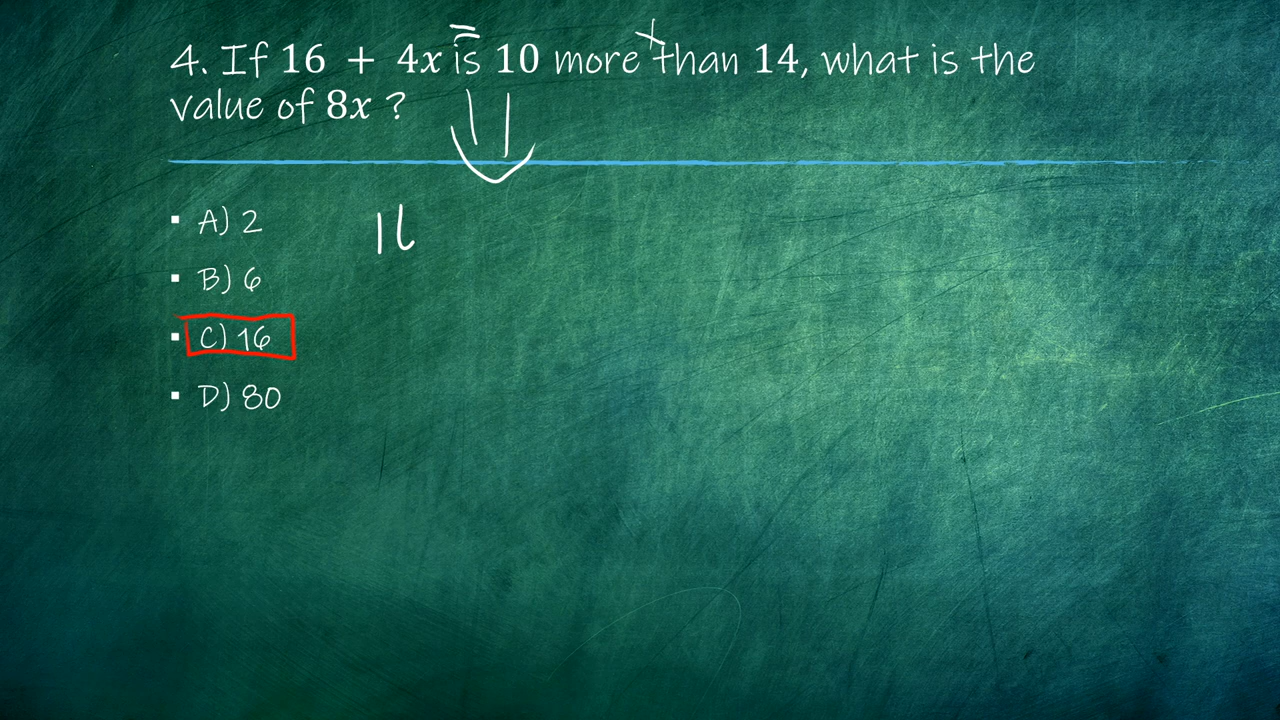 4. If 16 + 4x is 10 more than 14, what is the
value of 8x ?
=
+
▪ A) 2
▪ B) 6
▪ C) 16
▪ D) 80